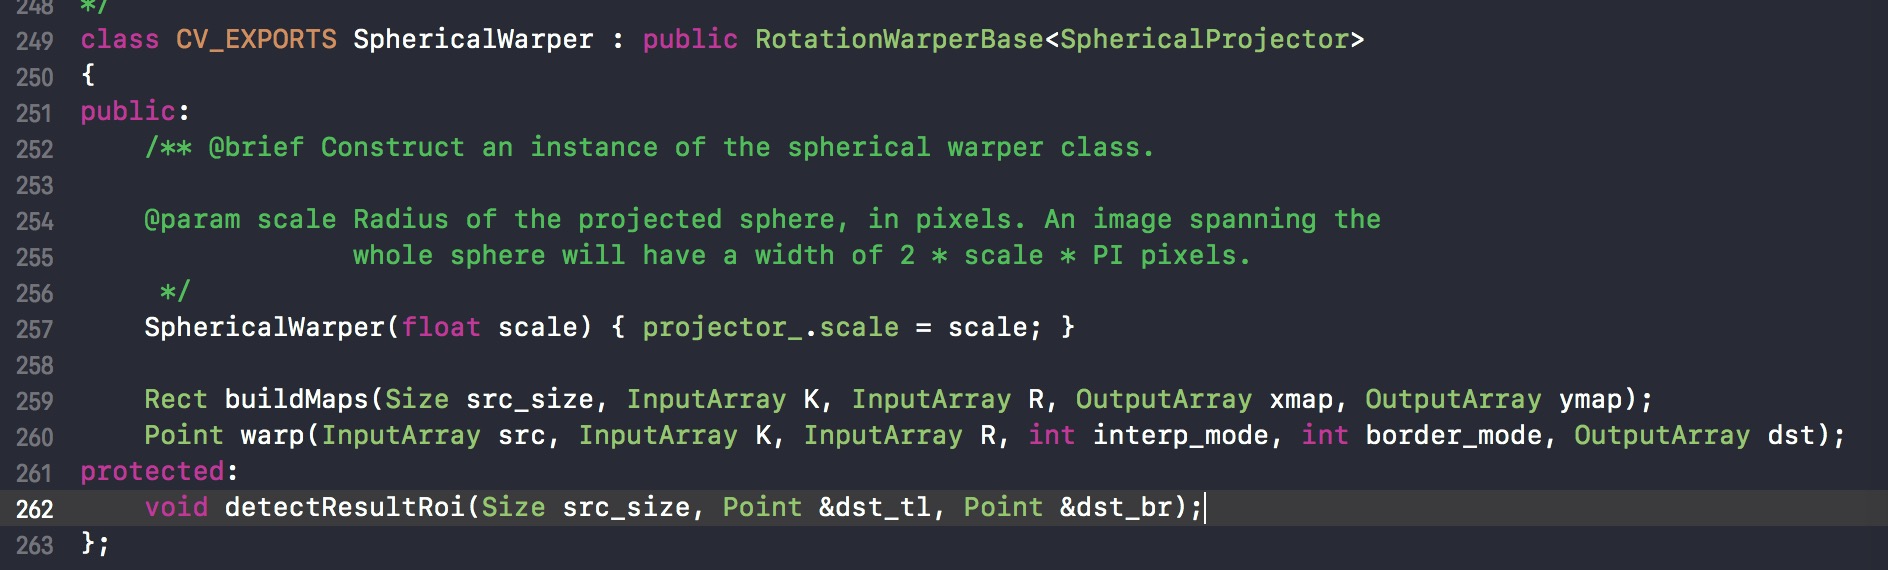 248 */
249 class CV_EXPORTS SphericalWarper : public RotationWarperBase<SphericalProjector>
250 {
251 public:
252     /** @brief Construct an instance of the spherical warper class.
253
254     @param scale Radius of the projected sphere, in pixels. An image spanning the
255                  whole sphere will have a width of 2 * scale * PI pixels.
256      */
257     SphericalWarper(float scale) { projector_.scale = scale; }
258
259     Rect buildMaps(Size src_size, InputArray K, InputArray R, OutputArray xmap, OutputArray ymap);
260     Point warp(InputArray src, InputArray K, InputArray R, int interp_mode, int border_mode, OutputArray dst);
261 protected:
262     void detectResultRoi(Size src_size, Point &dst_tl, Point &dst_br);
263 };